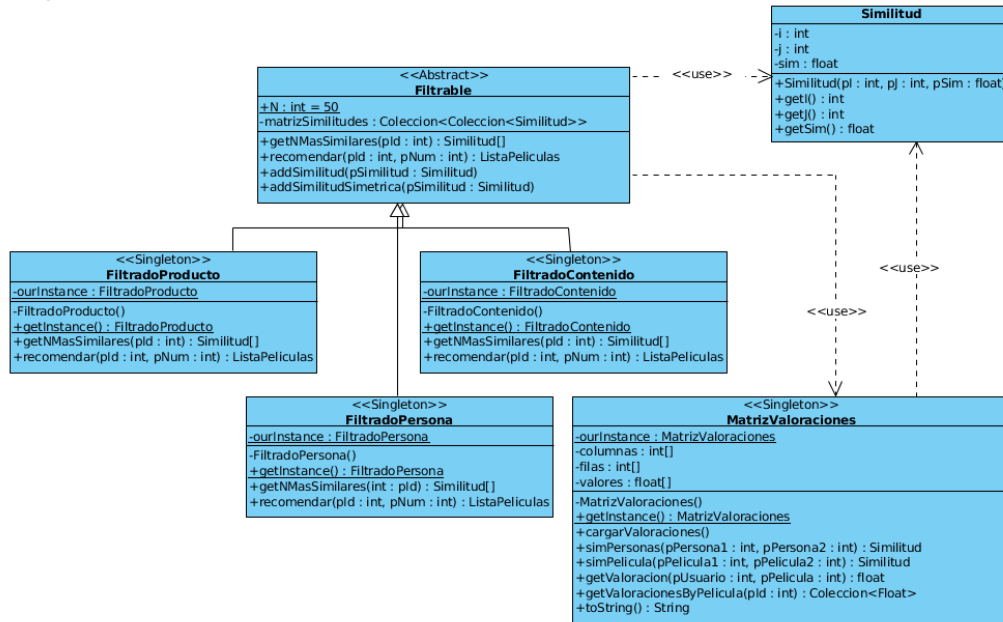 Similitud
-i : int
-j : int
-sim : float
+Similitud(pI : int, pJ : int, pSim : float)
+getI() : int
+getJ() : int
+getSim() : float
<<use>>
<<Abstract>>
Filtrable
+N : int = 50
-matrizSimilitudes : Coleccion<Coleccion<Similitud>>
+getNMasSimilares(pId : int) : Similitud[]
+recomendar(pId : int, pNum : int) : ListaPeliculas
+addSimilitud(pSimilitud : Similitud)
+addSimilitudSimetrica(pSimilitud : Similitud)
<<Singleton>>
FiltradoProducto
-ourInstance : FiltradoProducto
-FiltradoProducto()
+getInstance() : FiltradoProducto
+getNMasSimilares(pId : int) : Similitud[]
+recomendar(pId : int, pNum : int) : ListaPeliculas
<<Singleton>>
FiltradoContenido
-ourInstance : FiltradoContenido
-FiltradoContenido()
+getInstance() : FiltradoContenido
+getNMasSimilares(pId : int) : Similitud[]
+recomendar(pId : int, pNum : int) : ListaPeliculas
<<use>>
<<use>>
<<Singleton>>
FiltradoPersona
-ourInstance : FiltradoPersona
-FiltradoPersona()
+getInstance() : FiltradoPersona
+getNMasSimilares(int : pId) : Similitud[]
+recomendar(pId : int, pNum : int) : ListaPeliculas
<<Singleton>>
MatrizValoraciones
-ourInstance : MatrizValoraciones
-columnas : int[]
-filas : int[]
-valores : float[]
-MatrizValoraciones()
+getInstance() : MatrizValoraciones
+cargarValoraciones()
+simPersonas(pPersona1 : int, pPersona2 : int) : Similitud
+simPelicula(pPelicula1 : int, pPelicula2 : int) : Similitud
+getValoracion(pUsuario : int, pPelicula : int) : float
+getValoracionesByPelicula(pId : int) : Coleccion<Float>
+toString() : String